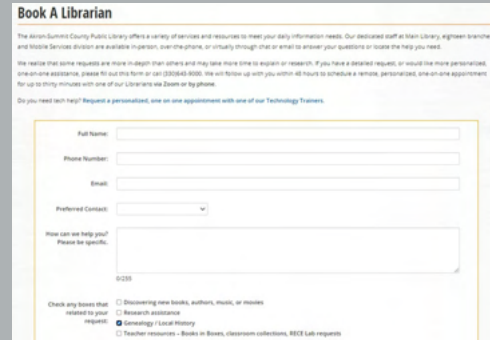 Book A Librarian
The Akron-Summit County Public Library offers a variety of services and resources to meet your daily information needs. Our dedicated staff at Main Library, eighteen branche
and Mobile Services division are available in-person, over-the-phone, or virtually through chat or email to answer your questions or locate the help you need.
We realize that some requests are more in-depth than others and may take more time to explain or research. If you have a detailed request, or would like more personalized,
one-on-one assistance, please fill out this form or call (330)643-9000. We will follow up with you within 48 hours to schedule a remote, personalized, one-on-one appointment
for up to thirty minutes with one of our Librarians via Zoom or by phone.
Do you need tech help? Request a personalized, one on one appointment with one of our Technology Trainers.
Full Name:
Phone Number:
Email:
Preferred Contact:
How can we help you?
Please be specific.
0/255
Check any boxes that
related to your
request:
Discovering new books, authors, music, or movies
Research assistance
Genealogy / Local History
Teacher resources - Books in Boxes, classroom collections, RECE Lab requests